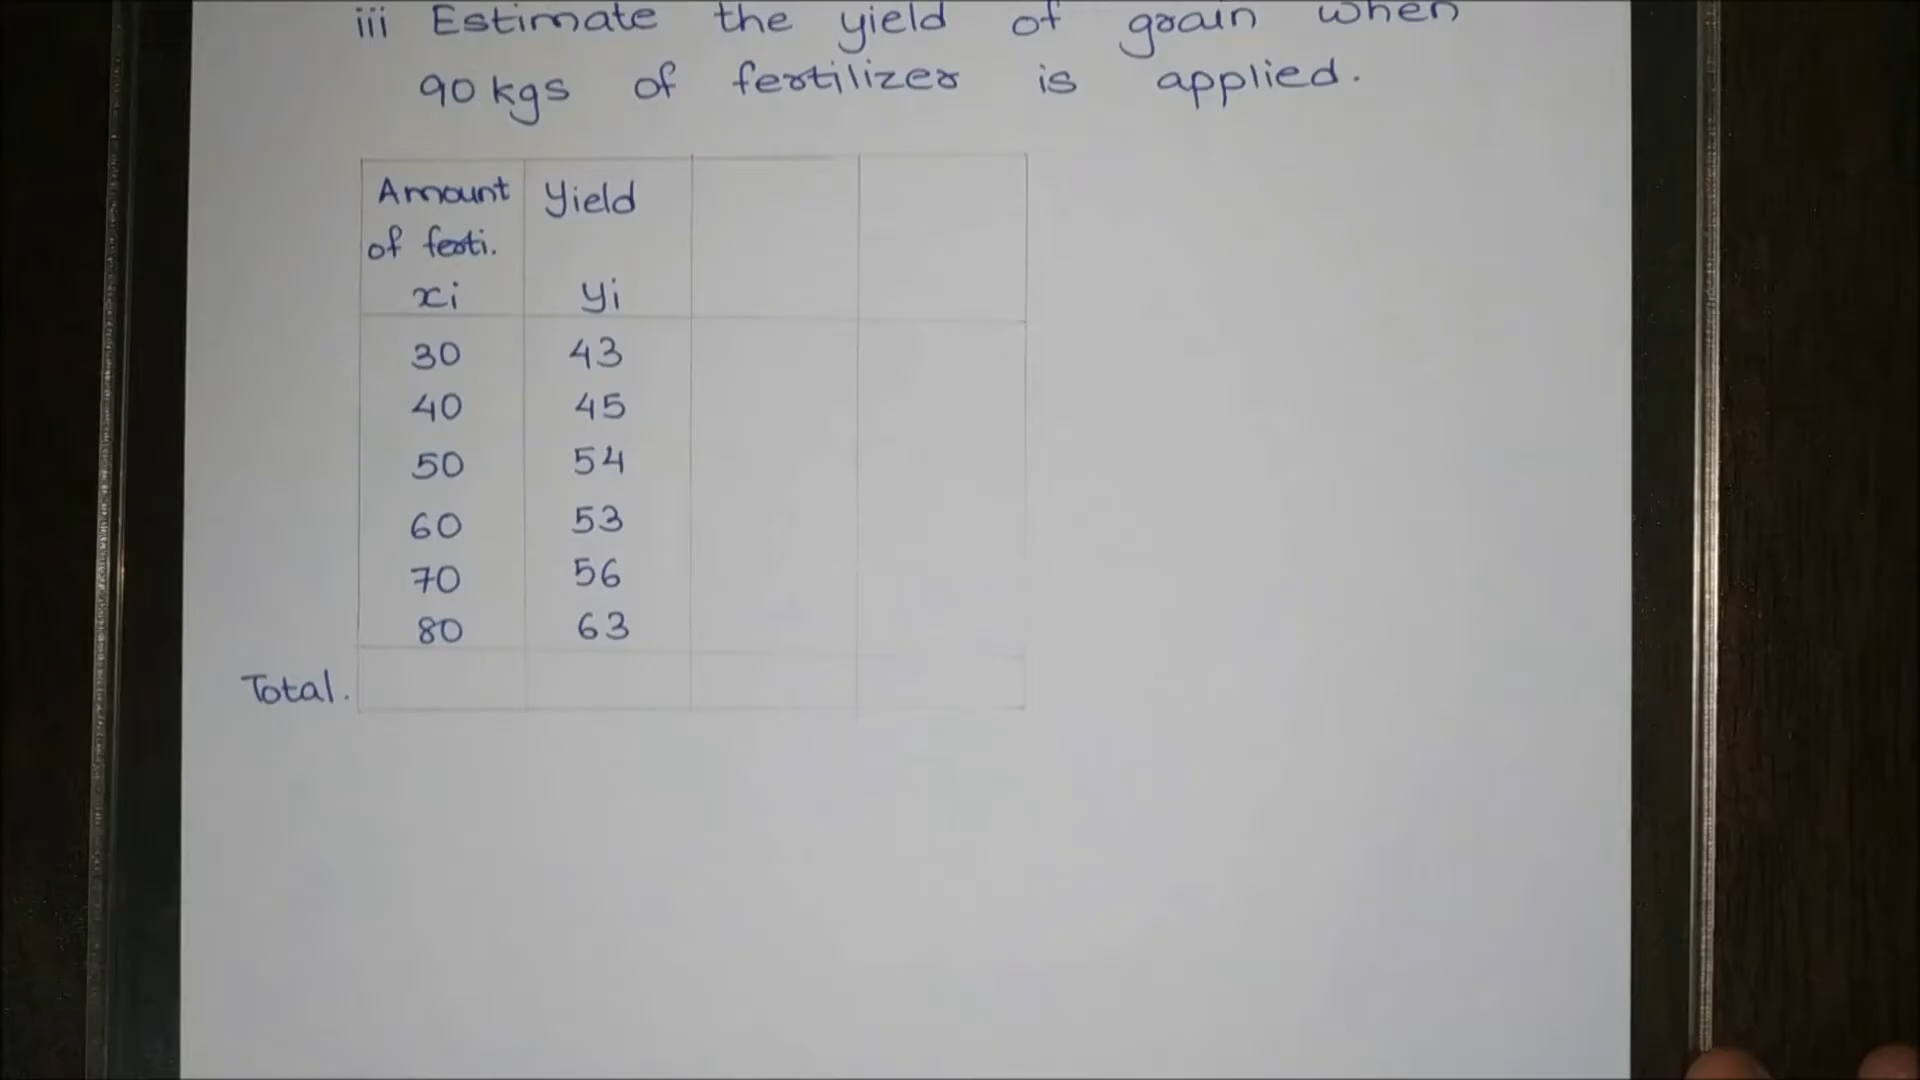 iii Estimate the yield of grain when
90 kgs of fertilizer is applied.
Amount Yield
of ferti.
xi yi
30 43
40 45
50 54
60 53
70 56
80 63
Total.